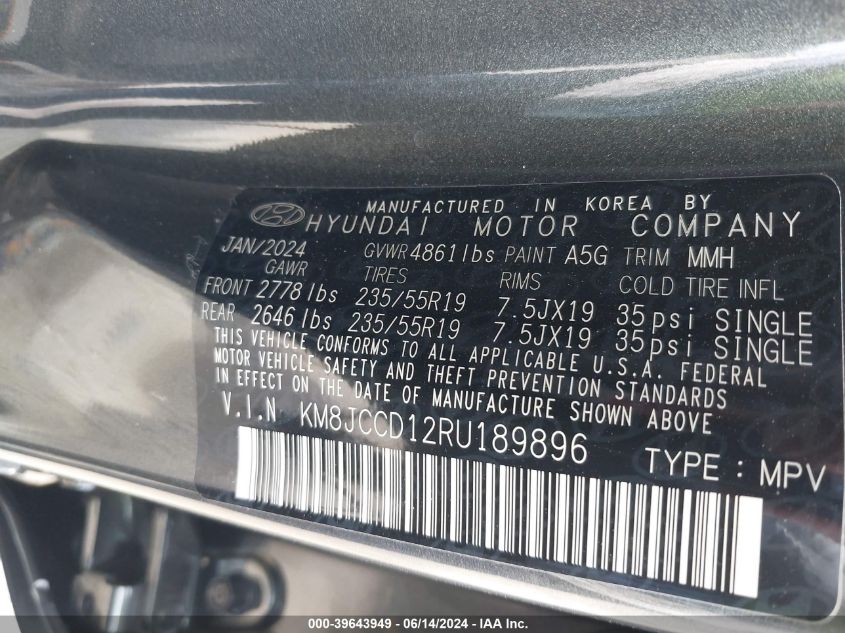 MANUFACTURED IN KOREA BY
HYUNDAI MOTOR COMPANY
JAN/2024 GVWR 4861 lbs PAINT A5G TRIM MMH
GAWR TIRES RIMS COLD TIRE INFL
FRONT 2778 lbs 235/55R19 7.5JX19 35psi SINGLE
REAR 2646 lbs 235/55R19 7.5JX19 35psi SINGLE
THIS VEHICLE CONFORMS TO ALL APPLICABLE U.S.A. FEDERAL
MOTOR VEHICLE SAFETY AND THEFT PREVENTION STANDARDS
IN EFFECT ON THE DATE OF MANUFACTURE SHOWN ABOVE
V.I.N KM8JCCD12RU189896 TYPE : MPV
000-39643949 - 06/14/2024 - IAA Inc.